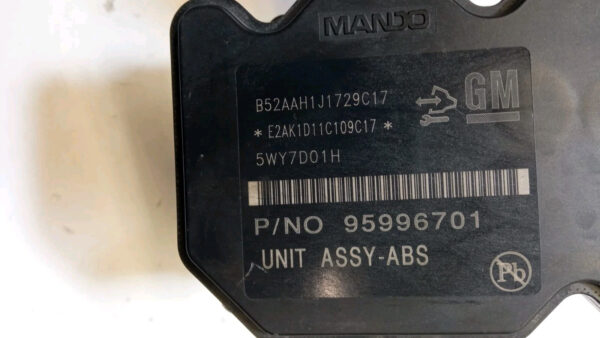 MANDO
B52AAH1J1729C17
GM
* E2AK1D11C109C17 *
5WY7D01H
P/NO 95996701
UNIT ASSY-ABS
Pb